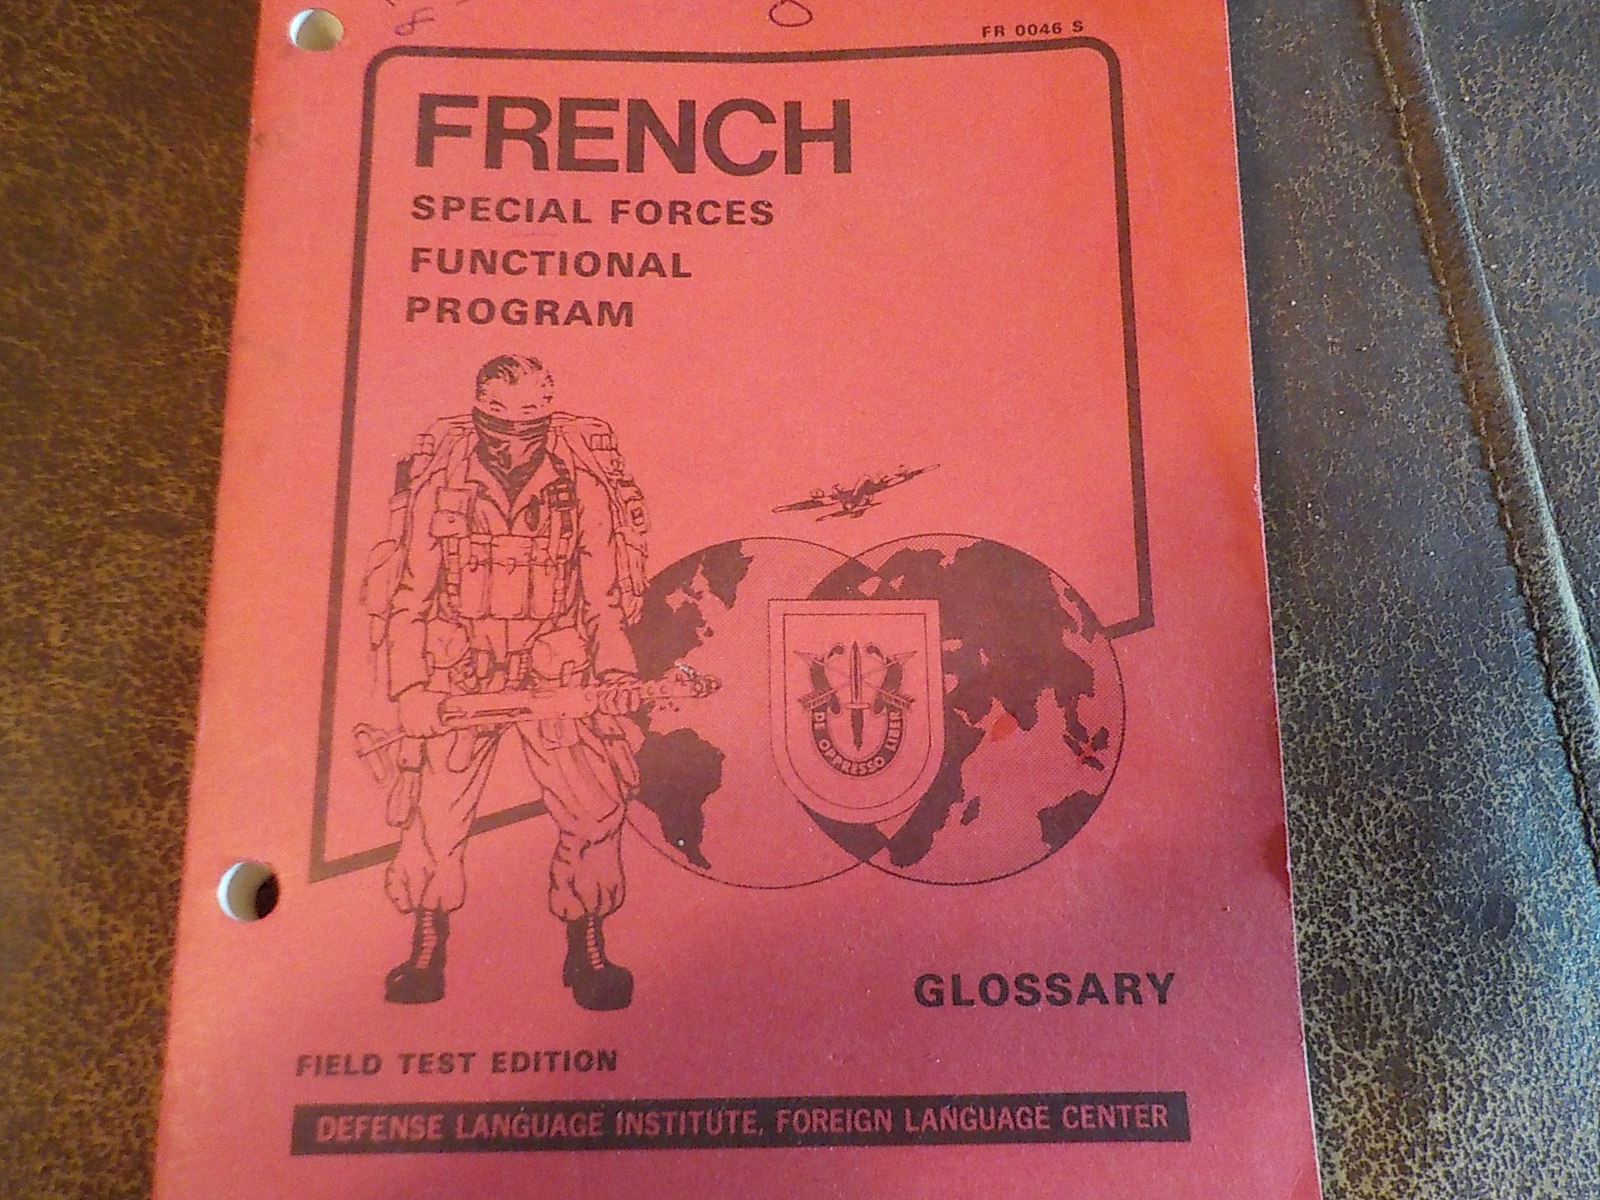 8
FR 0046 S
FRENCH
SPECIAL FORCES
FUNCTIONAL
PROGRAM
DE OPPRESSO LIBER
GLOSSARY
FIELD TEST EDITION
DEFENSE LANGUAGE INSTITUTE, FOREIGN LANGUAGE CENTER